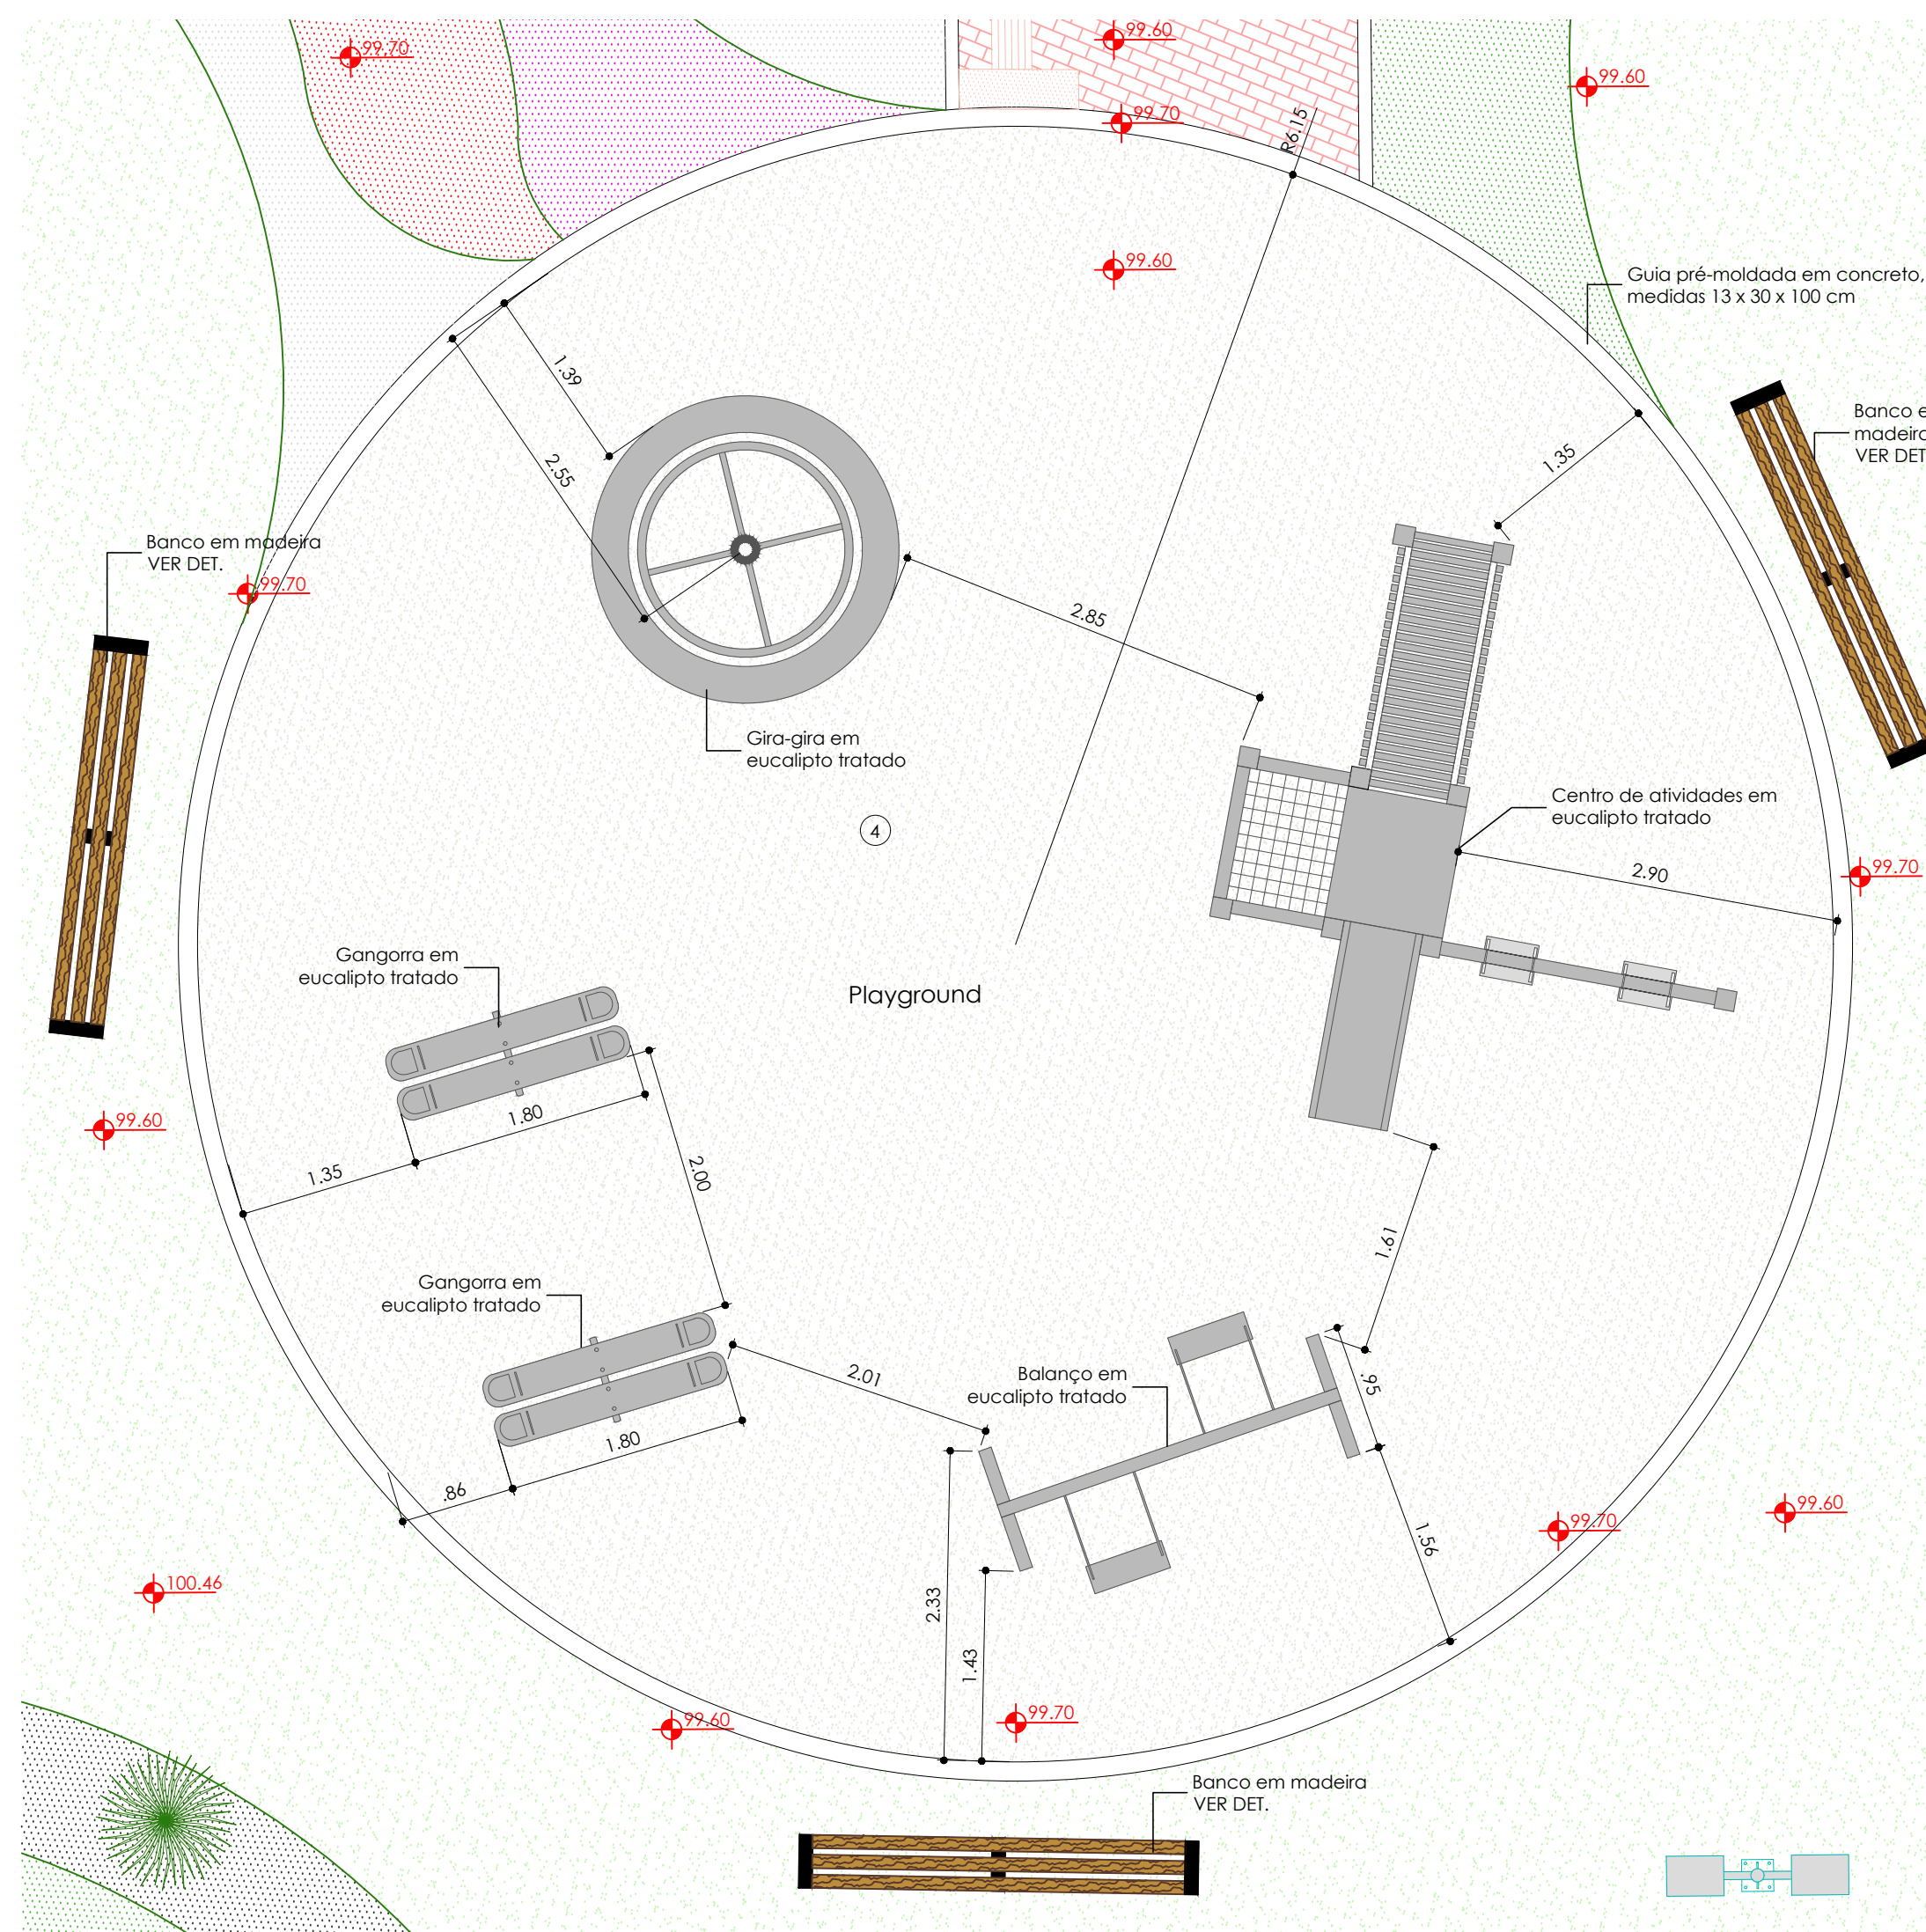 99.70
99.60
99.60
99.70
R6.15
99.60
Guia pré-moldada em concreto,
medidas 13 x 30 x 100 cm
1.39
2.55
1.35
Banco em madeira
VER DET.
99.70
2.85
Gira-gira em
eucalipto tratado
4
Centro de atividades em
eucalipto tratado
2.90
99.70
Gangorra em
eucalipto tratado
Playground
1.80
1.35
2.00
99.60
1.61
Gangorra em
eucalipto tratado
2.01
Balanço em
eucalipto tratado
.95
1.80
.86
1.56
99.60
99.70
100.46
2.33
1.43
99.60
99.70
Banco em madeira
VER DET.
VER DET